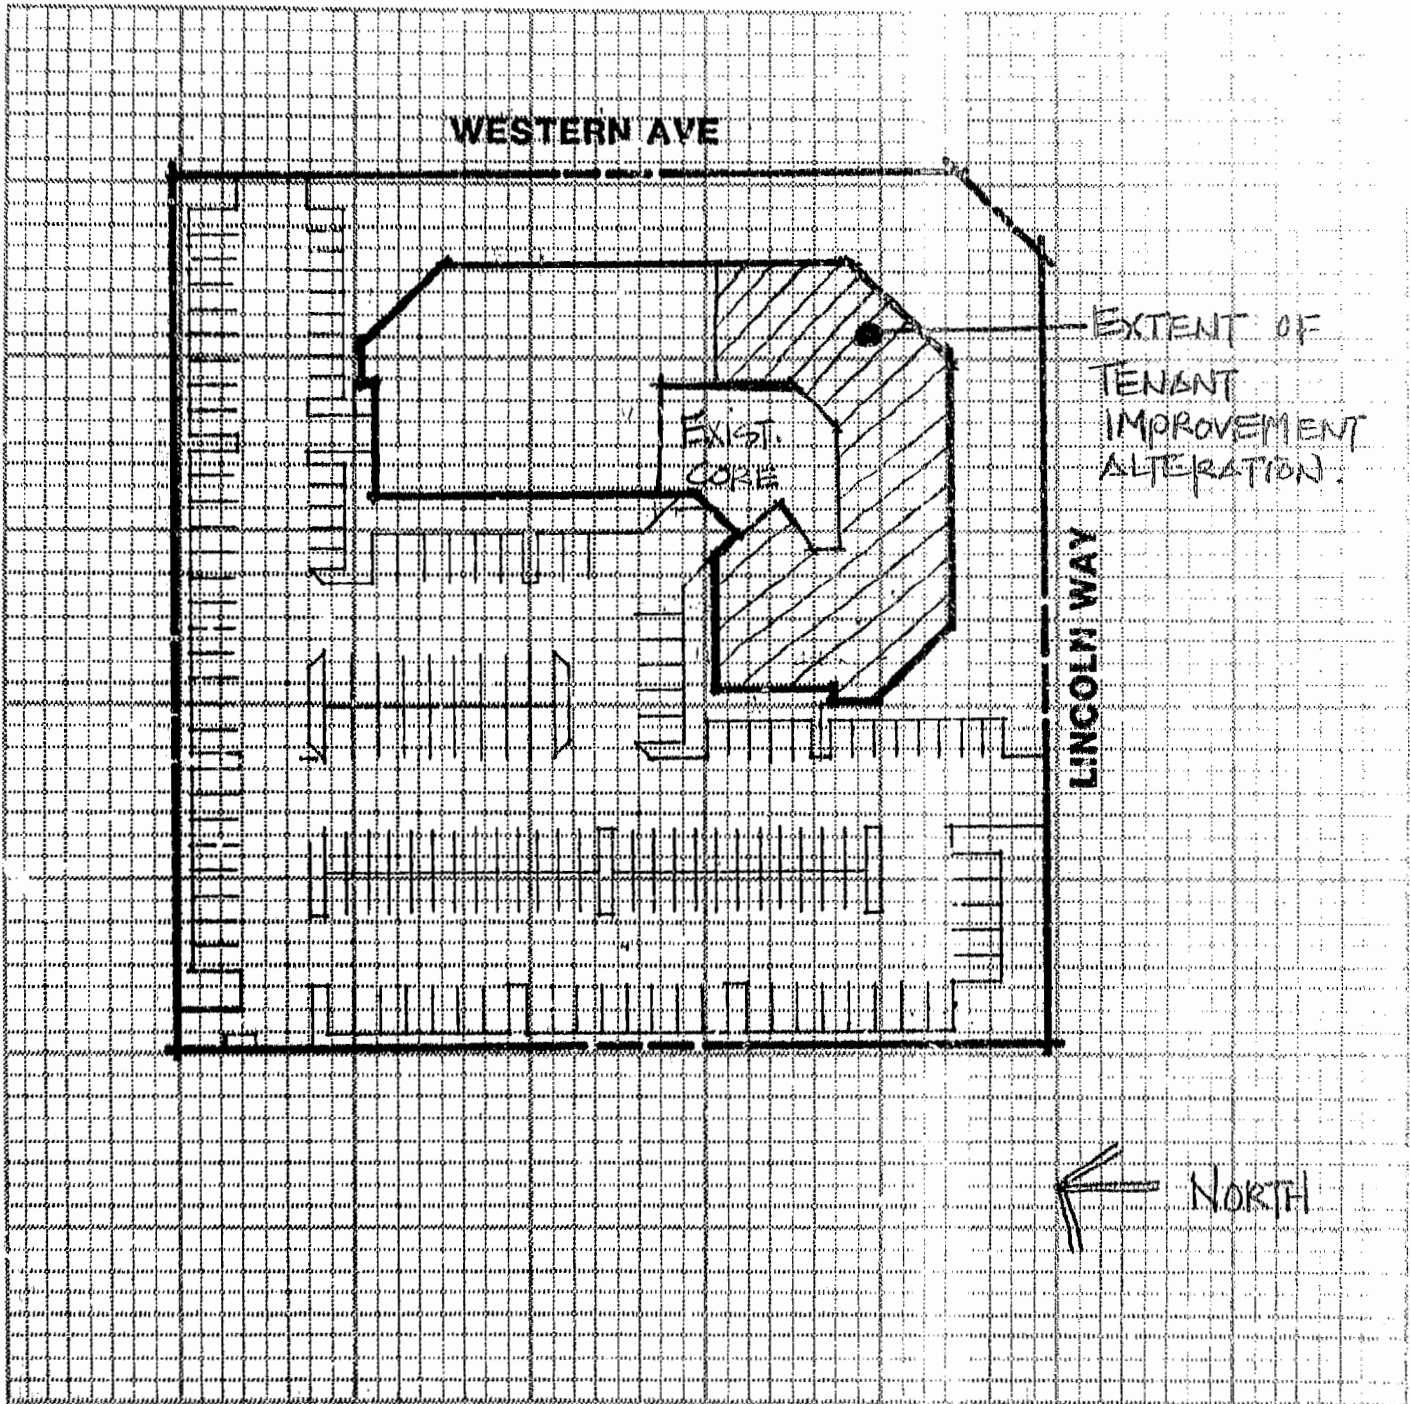 WESTERN AVE
EXTENT OF
TENANT
IMPROVEMENT
ALTERATION.
EXIST.
CORE
LINCOLN WAY
NORTH